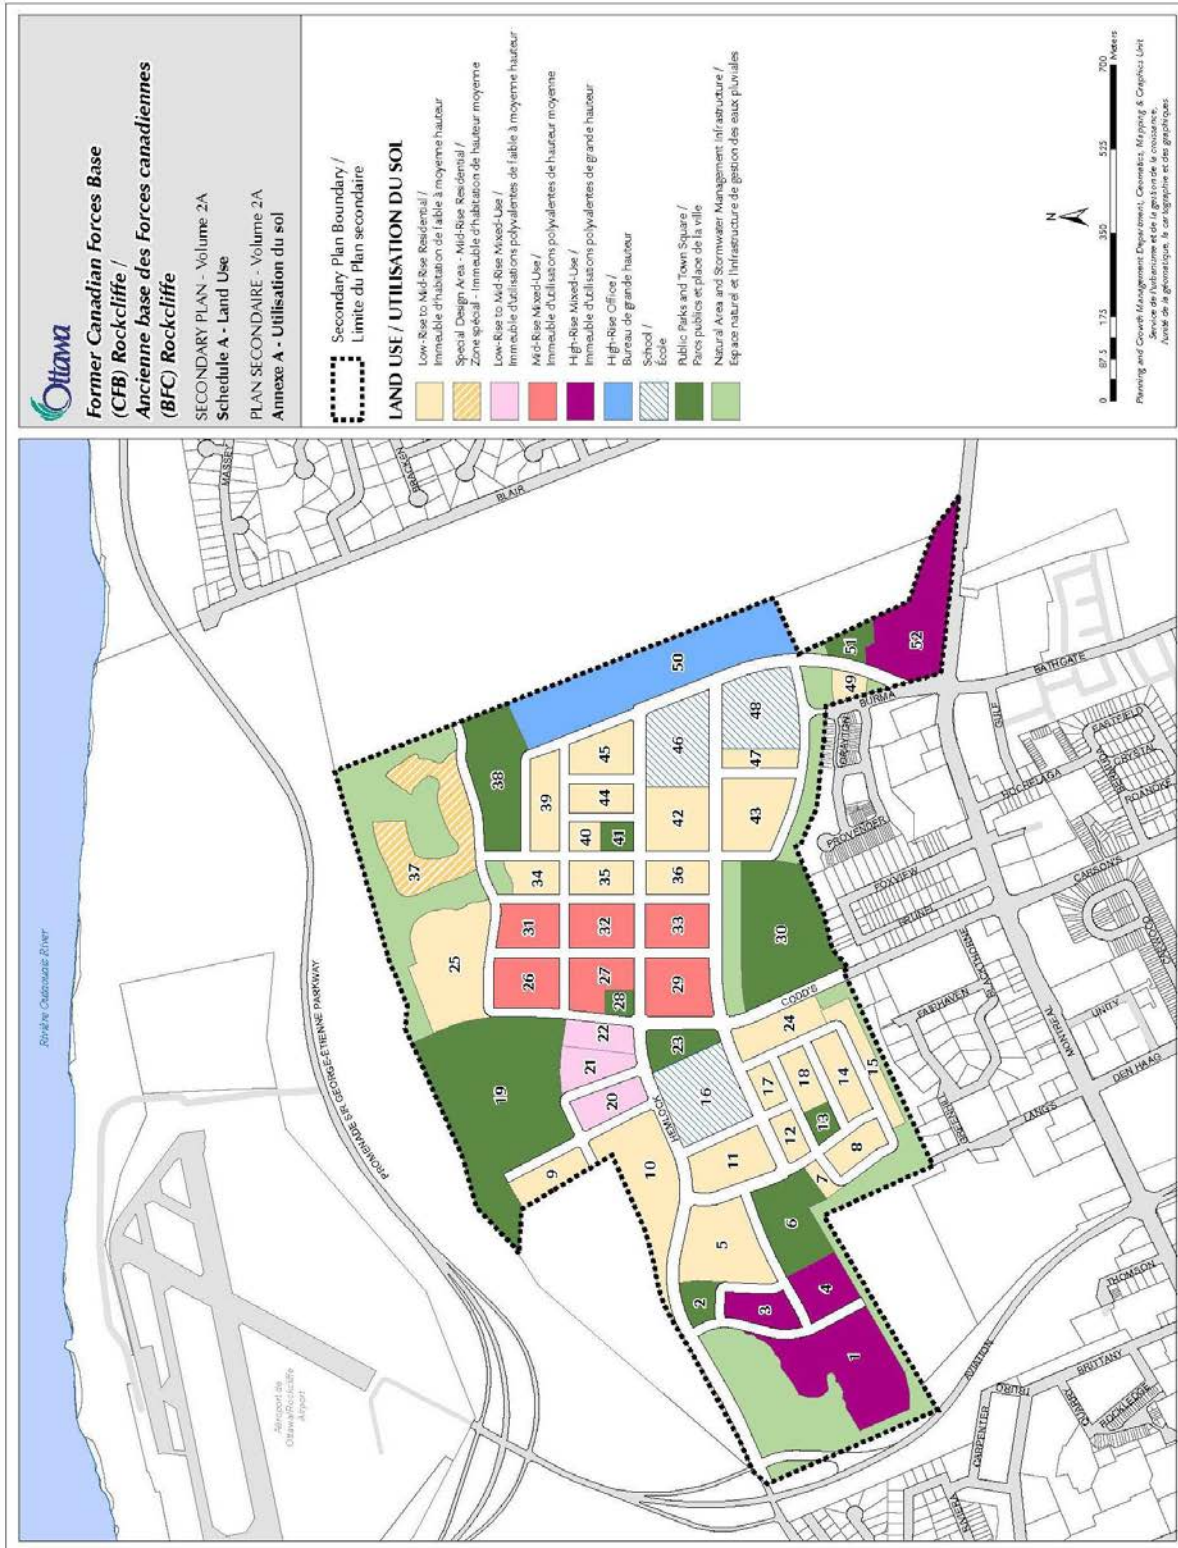 Ottawa
Former Canadian Forces Base
(CFB) Rockcliffe /
Ancienne base des Forces canadiennes
(BFC) Rockcliffe
SECONDARY PLAN - Volume 2A
Schedule A - Land Use
PLAN SECONDAIRE - Volume 2A
Annexe A - Utilisation du sol
Secondary Plan Boundary /
Limite du Plan secondaire
LAND USE / UTILISATION DU SOL
Low-Rise to Mid-Rise Residential /
Immeuble d'habitation de faible à moyenne hauteur
Special Design Area - Mid-Rise Residential /
Zone spécial - Immeuble d'habitation de hauteur moyenne
Low-Rise to Mid-Rise Mixed-Use /
Immeuble d'utilisations polyvalentes de faible à moyenne hauteur
Mid-Rise Mixed-Use /
Immeuble d'utilisations polyvalentes de hauteur moyenne
High-Rise Mixed-Use /
Immeuble d'utilisations polyvalentes de grande hauteur
High-Rise Office /
Bureau de grande hauteur
School /
École
Public Parks and Town Square /
Parcs publics et place de la ville
Natural Area and Stormwater Management Infrastructure /
Espace naturel et l'infrastructure de gestion des eaux pluviales
N
0 87.5 175 350 525 700
Meters
Planning and Growth Management Department, Geomatics, Mapping & Graphics Unit
Service de l'urbanisme et de la gestion de la croissance,
l'unité de la géomatique, la cartographie et des graphiques
Rivière Outaouais River
PROMENADE SIR GEORGE-ÉTIENNE PARKWAY
Aéroport de
Ottawa/Rockcliffe
Airport
MASSEY
BRACKEN
BLAIR
HEMLOCK
CODD'S
AVIATION
MONTREAL
BURMA
BATHGATE
DRAYTON
PROVENDER
FOXVIEW
BRUNEL
BLACKTHORNE
FAIRHAVEN
GREENHILL
LANG'S
DEN HAAG
UNITY
CARSON'S
ROCHELAGA
GULF
EASTFIELD
CRYSTAL
ROANOKE
THOMSON
BRITTANY
QUARRY
ROCKLEDGE
CARPENTER
1
2
3
4
5
6
7
8
9
10
11
12
13
14
15
16
17
18
19
20
21
22
23
24
25
26
27
28
29
30
31
32
33
34
35
36
37
38
39
40
41
42
43
44
45
46
47
48
49
50
51
52